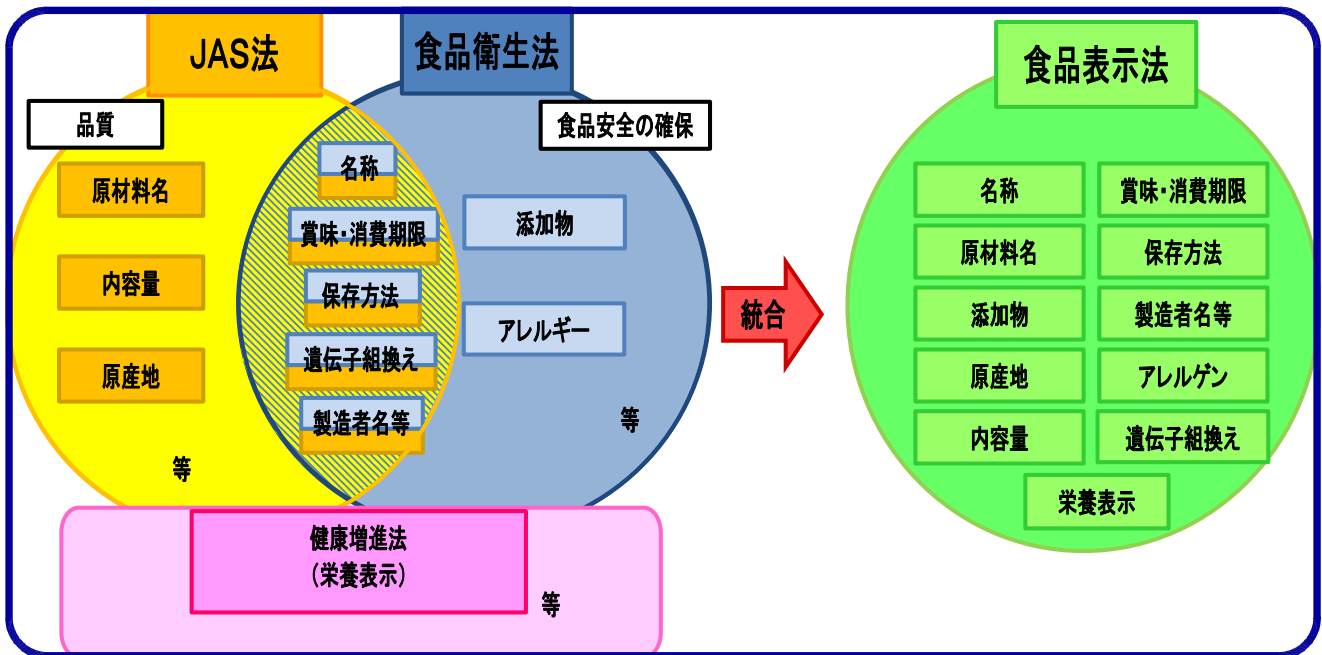 JAS法
品質
原材料名
内容量
原産地
等
名称
賞味・消費期限
保存方法
遺伝子組換え
製造者名等
食品衛生法
食品安全の確保
添加物
アレルギー
等
健康増進法
（栄養表示）
等
統合
食品表示法
名称
賞味・消費期限
原材料名
保存方法
添加物
製造者名等
原産地
アレルゲン
内容量
遺伝子組換え
栄養表示